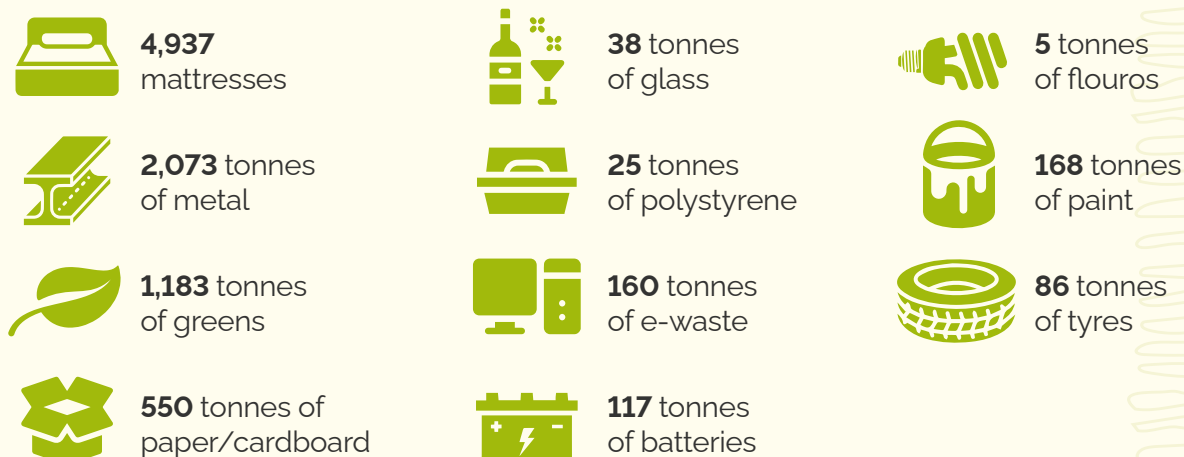 4,937
mattresses
2,073 tonnes
of metal
1,183 tonnes
of greens
550 tonnes of
paper/cardboard
38 tonnes
of glass
25 tonnes
of polystyrene
160 tonnes
of e-waste
117 tonnes
of batteries
5 tonnes
of flouros
168 tonnes
of paint
86 tonnes
of tyres